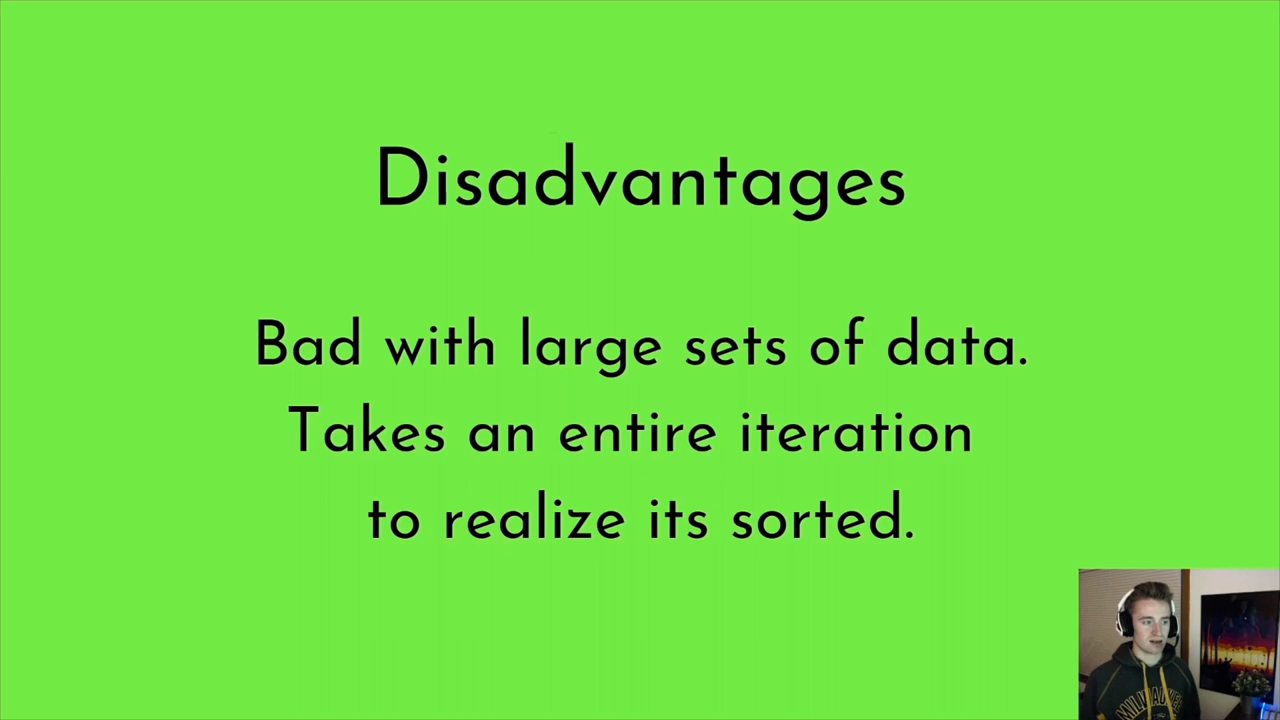 Disadvantages
Bad with large sets of data.
Takes an entire iteration
to realize its sorted.